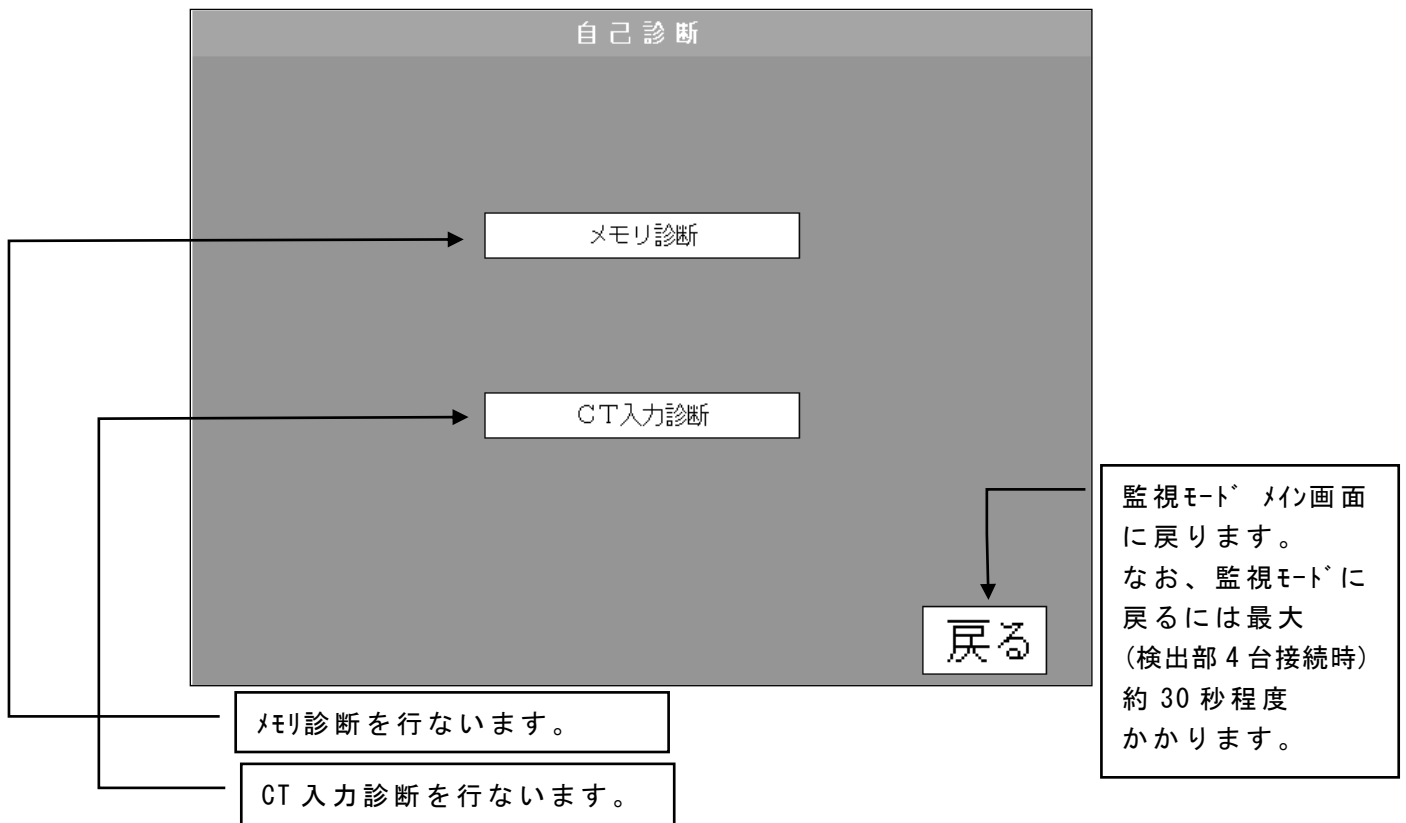 自己診断
メモリ診断
CT入力診断
戻る
監視ﾓｰﾄﾞ ﾒｲﾝ画面
に戻ります。
なお、監視ﾓｰﾄﾞに
戻るには最大
(検出部4台接続時)
約30秒程度
かかります。
ﾒﾓﾘ診断を行ないます。
CT入力診断を行ないます。